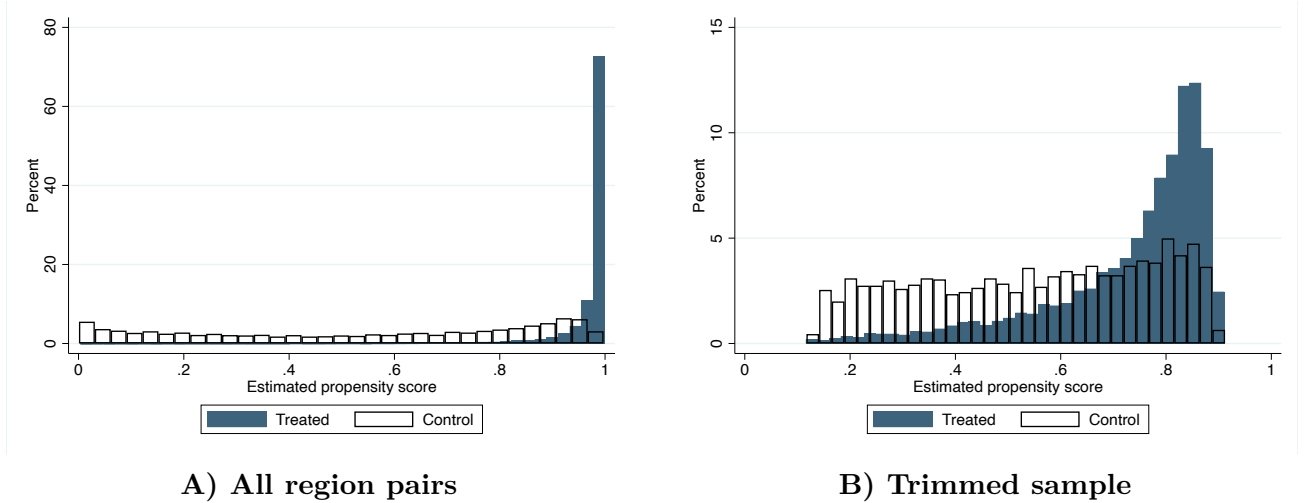 80
60
40
20
0
Percent
0 .2 .4 .6 .8 1
Estimated propensity score
Treated Control
A) All region pairs
15
10
5
0
Percent
0 .2 .4 .6 .8 1
Estimated propensity score
Treated Control
B) Trimmed sample